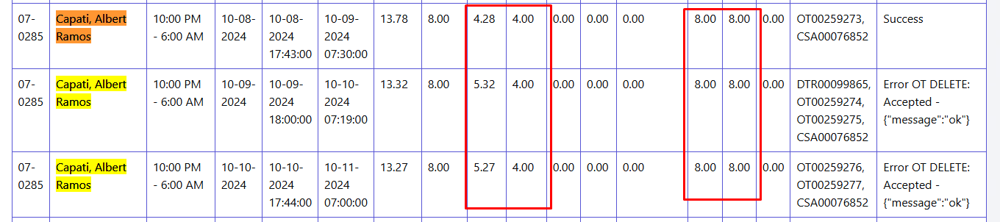 07-0285 Capati, Albert Ramos 10:00 PM - 6:00 AM 10-08-2024 10-08-2024 17:43:00 10-09-2024 07:30:00 13.78 8.00 4.28 4.00 0.00 0.00 0.00 8.00 8.00 0.00 OT00259273, CSA00076852 Success
07-0285 Capati, Albert Ramos 10:00 PM - 6:00 AM 10-09-2024 10-09-2024 18:00:00 10-10-2024 07:19:00 13.32 8.00 5.32 4.00 0.00 0.00 0.00 8.00 8.00 0.00 DTR00099865, OT00259274, OT00259275, CSA00076852 Error OT DELETE: Accepted - {"message":"ok"}
07-0285 Capati, Albert Ramos 10:00 PM - 6:00 AM 10-10-2024 10-10-2024 17:44:00 10-11-2024 07:00:00 13.27 8.00 5.27 4.00 0.00 0.00 0.00 8.00 8.00 0.00 OT00259276, OT00259277, CSA00076852 Error OT DELETE: Accepted - {"message":"ok"}